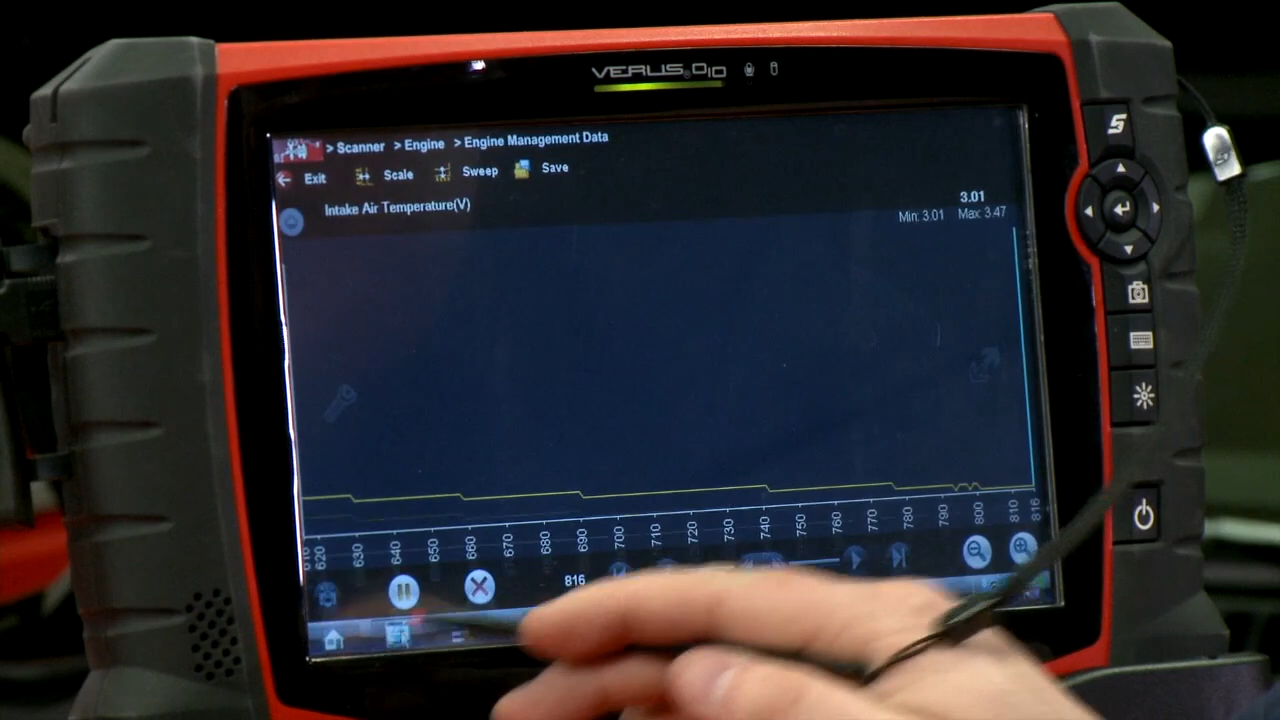 VERUS® PRO
> Scanner > Engine > Engine Management Data
Exit Scale Sweep Save
Intake Air Temperature(V)
3.01
Min: 3.01 Max: 3.47
620 630 640 650 660 670 680 690 700 710 720 730 740 750 760 770 780 790 800 810 816
816